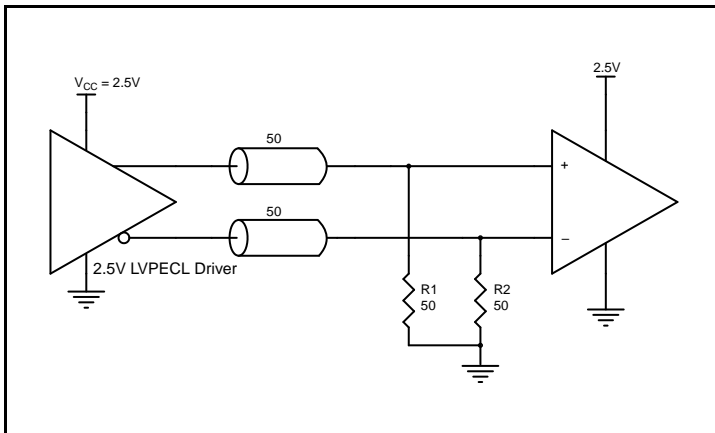 V_CC = 2.5V
2.5V
50
+
50
–
2.5V LVPECL Driver
R1
50
R2
50